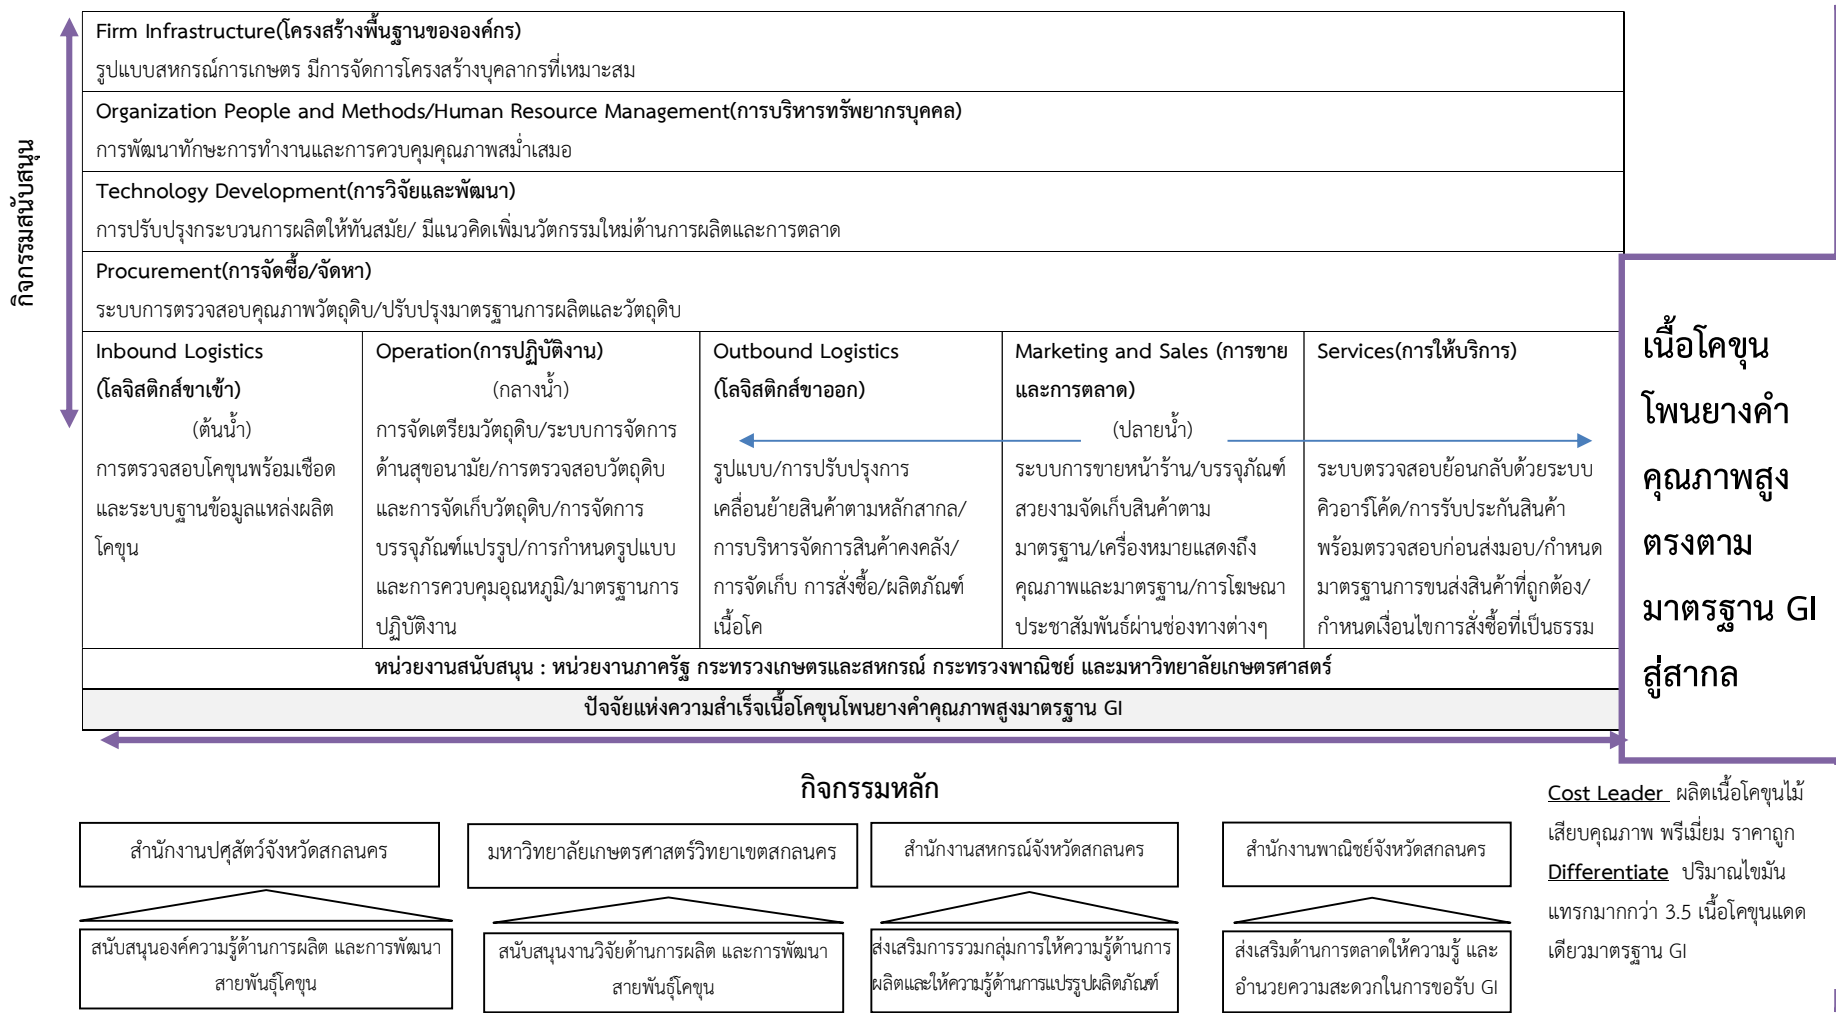 กิจกรรมสนับสนุน
Firm Infrastructure(โครงสร้างพื้นฐานขององค์กร)
รูปแบบสหกรณ์การเกษตร มีการจัดการโครงสร้างบุคลากรที่เหมาะสม
Organization People and Methods/Human Resource Management(การบริหารทรัพยากรบุคคล)
การพัฒนาทักษะการทำงานและการควบคุมคุณภาพสม่ำเสมอ
Technology Development(การวิจัยและพัฒนา)
การปรับปรุงกระบวนการผลิตให้ทันสมัย/ มีแนวคิดเพิ่มนวัตกรรมใหม่ด้านการผลิตและการตลาด
Procurement(การจัดซื้อ/จัดหา)
ระบบการตรวจสอบคุณภาพวัตถุดิบ/ปรับปรุงมาตรฐานการผลิตและวัตถุดิบ
Inbound Logistics
(โลจิสติกส์ขาเข้า)
(ต้นน้ำ)
การตรวจสอบโคขุนพร้อมเชือด
และระบบฐานข้อมูลแหล่งผลิต
โคขุน
Operation(การปฏิบัติงาน)
(กลางน้ำ)
การจัดเตรียมวัตถุดิบ/ระบบการจัดการ
ด้านสุขอนามัย/การตรวจสอบวัตถุดิบ
และการจัดเก็บวัตถุดิบ/การจัดการ
บรรจุภัณฑ์แปรรูป/การกำหนดรูปแบบ
และการควบคุมอุณหภูมิ/มาตรฐานการ
ปฏิบัติงาน
Outbound Logistics
(โลจิสติกส์ขาออก)
รูปแบบ/การปรับปรุงการ
เคลื่อนย้ายสินค้าตามหลักสากล/
การบริหารจัดการสินค้าคงคลัง/
การจัดเก็บ การสั่งซื้อ/ผลิตภัณฑ์
เนื้อโค
Marketing and Sales (การขาย
และการตลาด)
(ปลายน้ำ)
ระบบการขายหน้าร้าน/บรรจุภัณฑ์
สวยงามจัดเก็บสินค้าตาม
มาตรฐาน/เครื่องหมายแสดงถึง
คุณภาพและมาตรฐาน/การโฆษณา
ประชาสัมพันธ์ผ่านช่องทางต่างๆ
Services(การให้บริการ)
ระบบตรวจสอบย้อนกลับด้วยระบบ
คิวอาร์โค้ด/การรับประกันสินค้า
พร้อมตรวจสอบก่อนส่งมอบ/กำหนด
มาตรฐานการขนส่งสินค้าที่ถูกต้อง/
กำหนดเงื่อนไขการสั่งซื้อที่เป็นธรรม
หน่วยงานสนับสนุน : หน่วยงานภาครัฐ กระทรวงเกษตรและสหกรณ์ กระทรวงพาณิชย์ และมหาวิทยาลัยเกษตรศาสตร์
ปัจจัยแห่งความสำเร็จเนื้อโคขุนโพนยางคำคุณภาพสูงมาตรฐาน GI
เนื้อโคขุน
โพนยางคำ
คุณภาพสูง
ตรงตาม
มาตรฐาน GI
สู่สากล
กิจกรรมหลัก
สำนักงานปศุสัตว์จังหวัดสกลนคร
สนับสนุนองค์ความรู้ด้านการผลิต และการพัฒนา
สายพันธุ์โคขุน
มหาวิทยาลัยเกษตรศาสตร์วิทยาเขตสกลนคร
สนับสนุนงานวิจัยด้านการผลิต และการพัฒนา
สายพันธุ์โคขุน
สำนักงานสหกรณ์จังหวัดสกลนคร
ส่งเสริมการรวมกลุ่มการให้ความรู้ด้านการ
ผลิตและให้ความรู้ด้านการแปรรูปผลิตภัณฑ์
สำนักงานพาณิชย์จังหวัดสกลนคร
ส่งเสริมด้านการตลาดให้ความรู้ และ
อำนวยความสะดวกในการขอรับ GI
Cost Leader ผลิตเนื้อโคขุนไม้
เสียบคุณภาพ พรีเมี่ยม ราคาถูก
Differentiate ปริมาณไขมัน
แทรกมากกว่า 3.5 เนื้อโคขุนแดด
เดียวมาตรฐาน GI